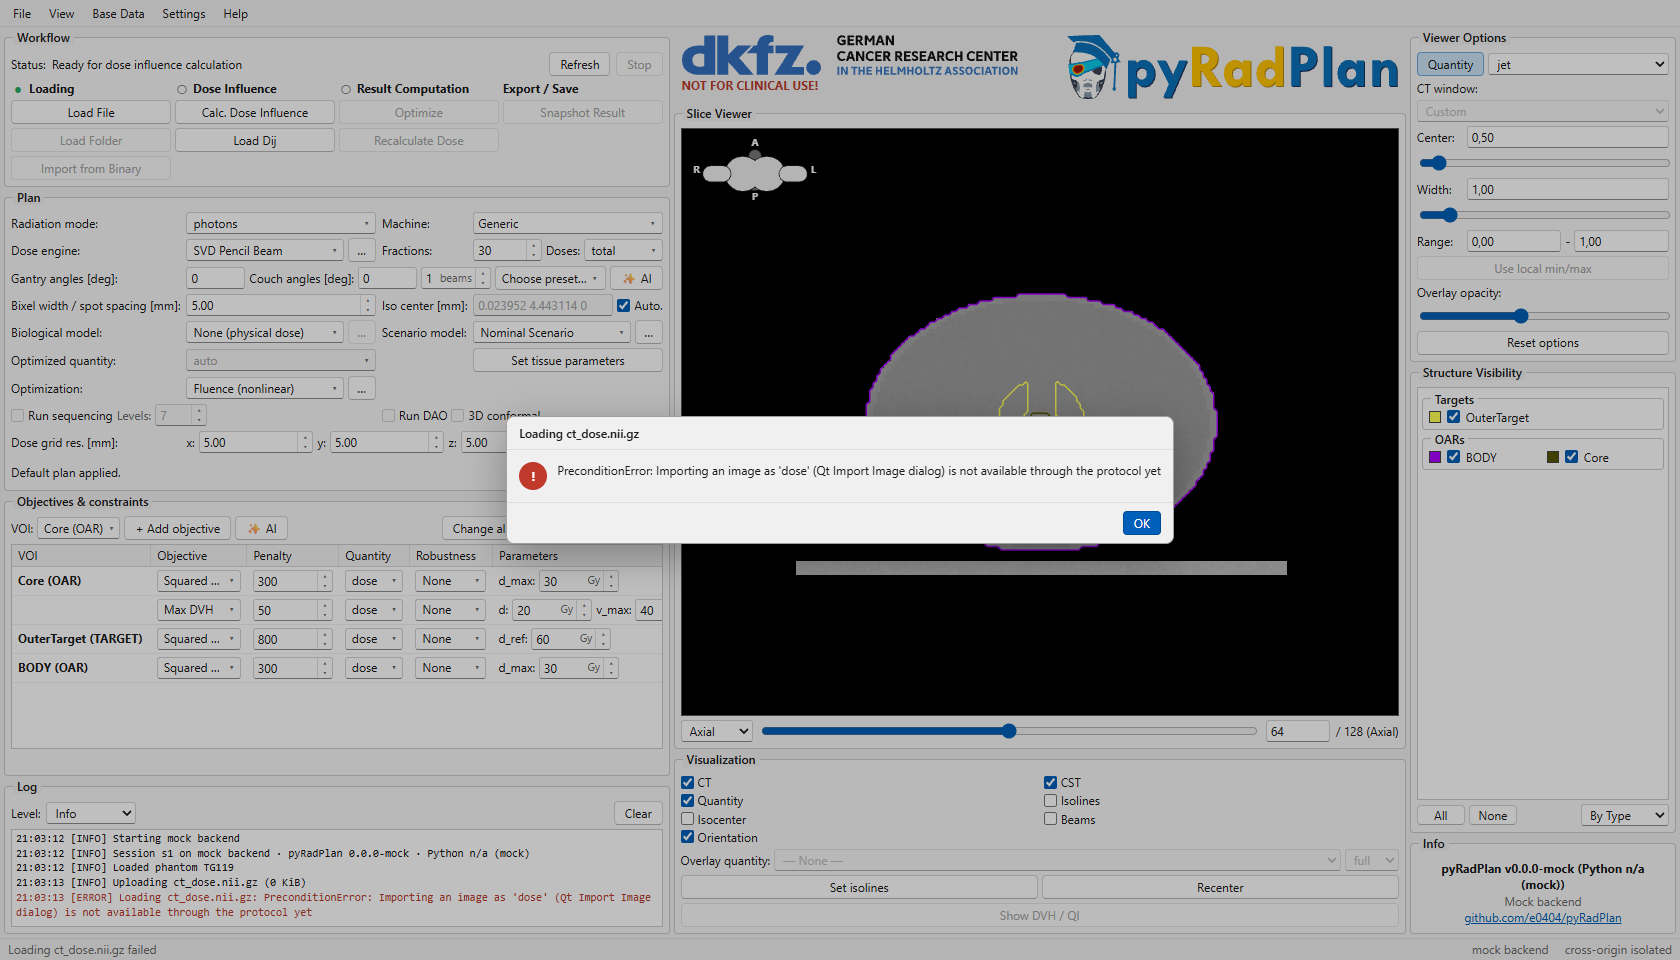 File View Base Data Settings Help
Workflow
Status: Ready for dose influence calculation
Refresh
Stop
Loading
Dose Influence
Result Computation
Export / Save
Load File
Calc. Dose Influence
Optimize
Snapshot Result
Load Folder
Load Dij
Recalculate Dose
Import from Binary
Plan
Radiation mode: photons Machine: Generic
Dose engine: SVD Pencil Beam ... Fractions: 30 Doses: total
Gantry angles [deg]: 0 Couch angles [deg]: 0 1 beams Choose preset... AI
Bixel width / spot spacing [mm]: 5.00 Iso center [mm]: 0.023952 4.443114 0 Auto.
Biological model: None (physical dose) ... Scenario model: Nominal Scenario ...
Optimized quantity: auto Set tissue parameters
Optimization: Fluence (nonlinear) ...
Run sequencing Levels: 7 Run DAO 3D conformal
Dose grid res. [mm]: x: 5.00 y: 5.00 z: 5.00
Default plan applied.
Objectives & constraints
VOI: Core (OAR) + Add objective AI Change al
VOI Objective Penalty Quantity Robustness Parameters
Core (OAR) Squared ... 300 dose None d_max: 30 Gy
Max DVH 50 dose None d: 20 Gy v_max: 40
OuterTarget (TARGET) Squared ... 800 dose None d_ref: 60 Gy
BODY (OAR) Squared ... 300 dose None d_max: 30 Gy
Log
Level: Info Clear
21:03:12 [INFO] Starting mock backend
21:03:12 [INFO] Session s1 on mock backend · pyRadPlan 0.0.0-mock · Python n/a (mock)
21:03:12 [INFO] Loaded phantom TG119
21:03:13 [INFO] Uploading ct_dose.nii.gz (0 KiB)
21:03:13 [ERROR] Loading ct_dose.nii.gz: PreconditionError: Importing an image as 'dose' (Qt Import Image
dialog) is not available through the protocol yet
dkfz.
GERMAN
CANCER RESEARCH CENTER
IN THE HELMHOLTZ ASSOCIATION
NOT FOR CLINICAL USE!
pyRadPlan
Slice Viewer
A
R L
P
Loading ct_dose.nii.gz
! PreconditionError: Importing an image as 'dose' (Qt Import Image dialog) is not available through the protocol yet
OK
Axial 64 / 128 (Axial)
Visualization
CT CST
Quantity Isolines
Isocenter Beams
Orientation
Overlay quantity: — None — full
Set isolines Recenter
Show DVH / QI
Viewer Options
Quantity jet
CT window:
Custom
Center: 0,50
Width: 1,00
Range: 0,00 - 1,00
Use local min/max
Overlay opacity:
Reset options
Structure Visibility
Targets
OuterTarget
OARs
BODY Core
All None By Type
Info
pyRadPlan v0.0.0-mock (Python n/a
(mock))
Mock backend
github.com/e0404/pyRadPlan
Loading ct_dose.nii.gz failed
mock backend cross-origin isolated